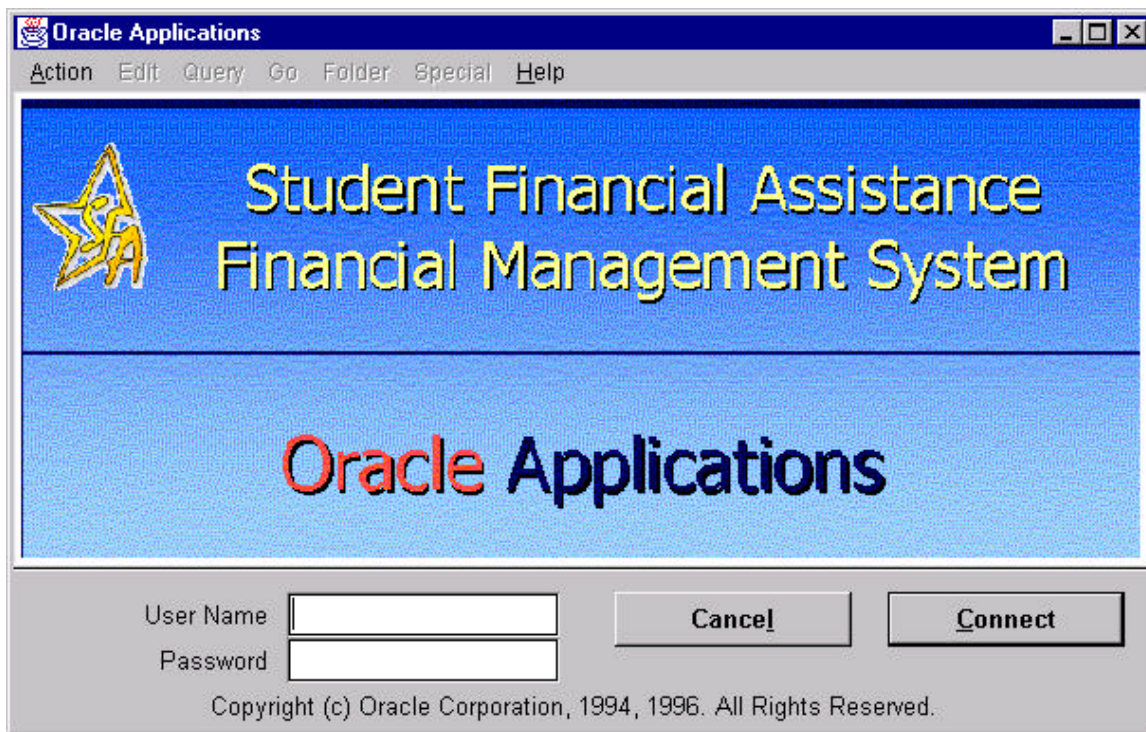 Oracle Applications
Action Edit Query Go Folder Special Help
SFA
Student Financial Assistance
Financial Management System
Oracle Applications
User Name
Cancel Connect
Password
Copyright (c) Oracle Corporation, 1994, 1996. All Rights Reserved.